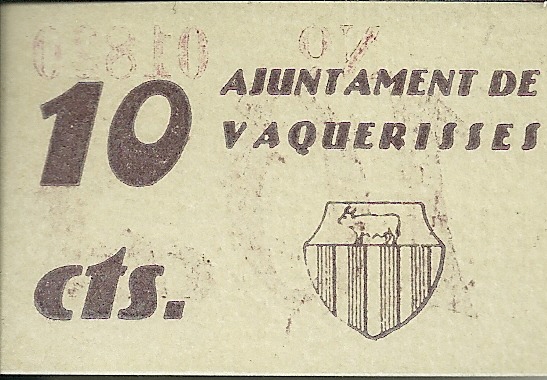 10
cts.
AJUNTAMENT DE
VAQUERISSES